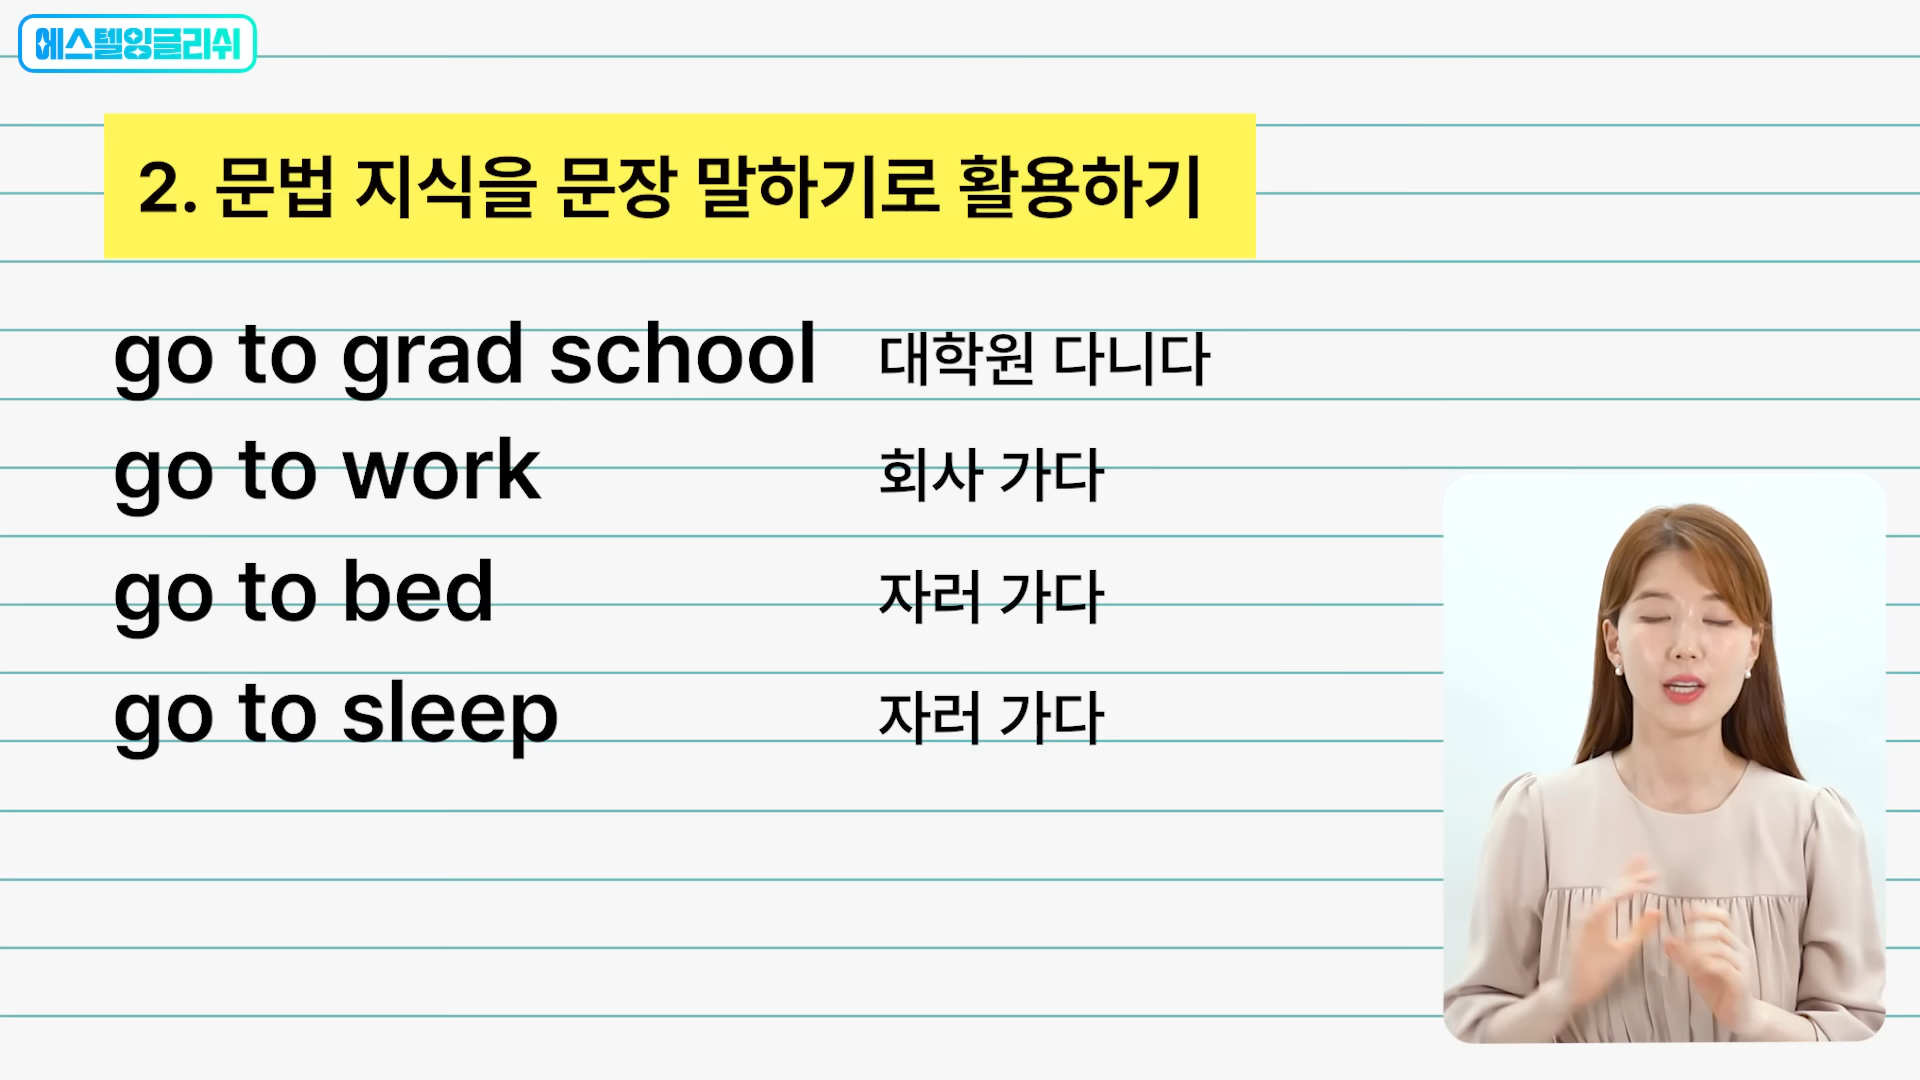 에스텔잉글리쉬
2. 문법 지식을 문장 말하기로 활용하기
go to grad school 대학원 다니다
go to work 회사 가다
go to bed 자러 가다
go to sleep 자러 가다